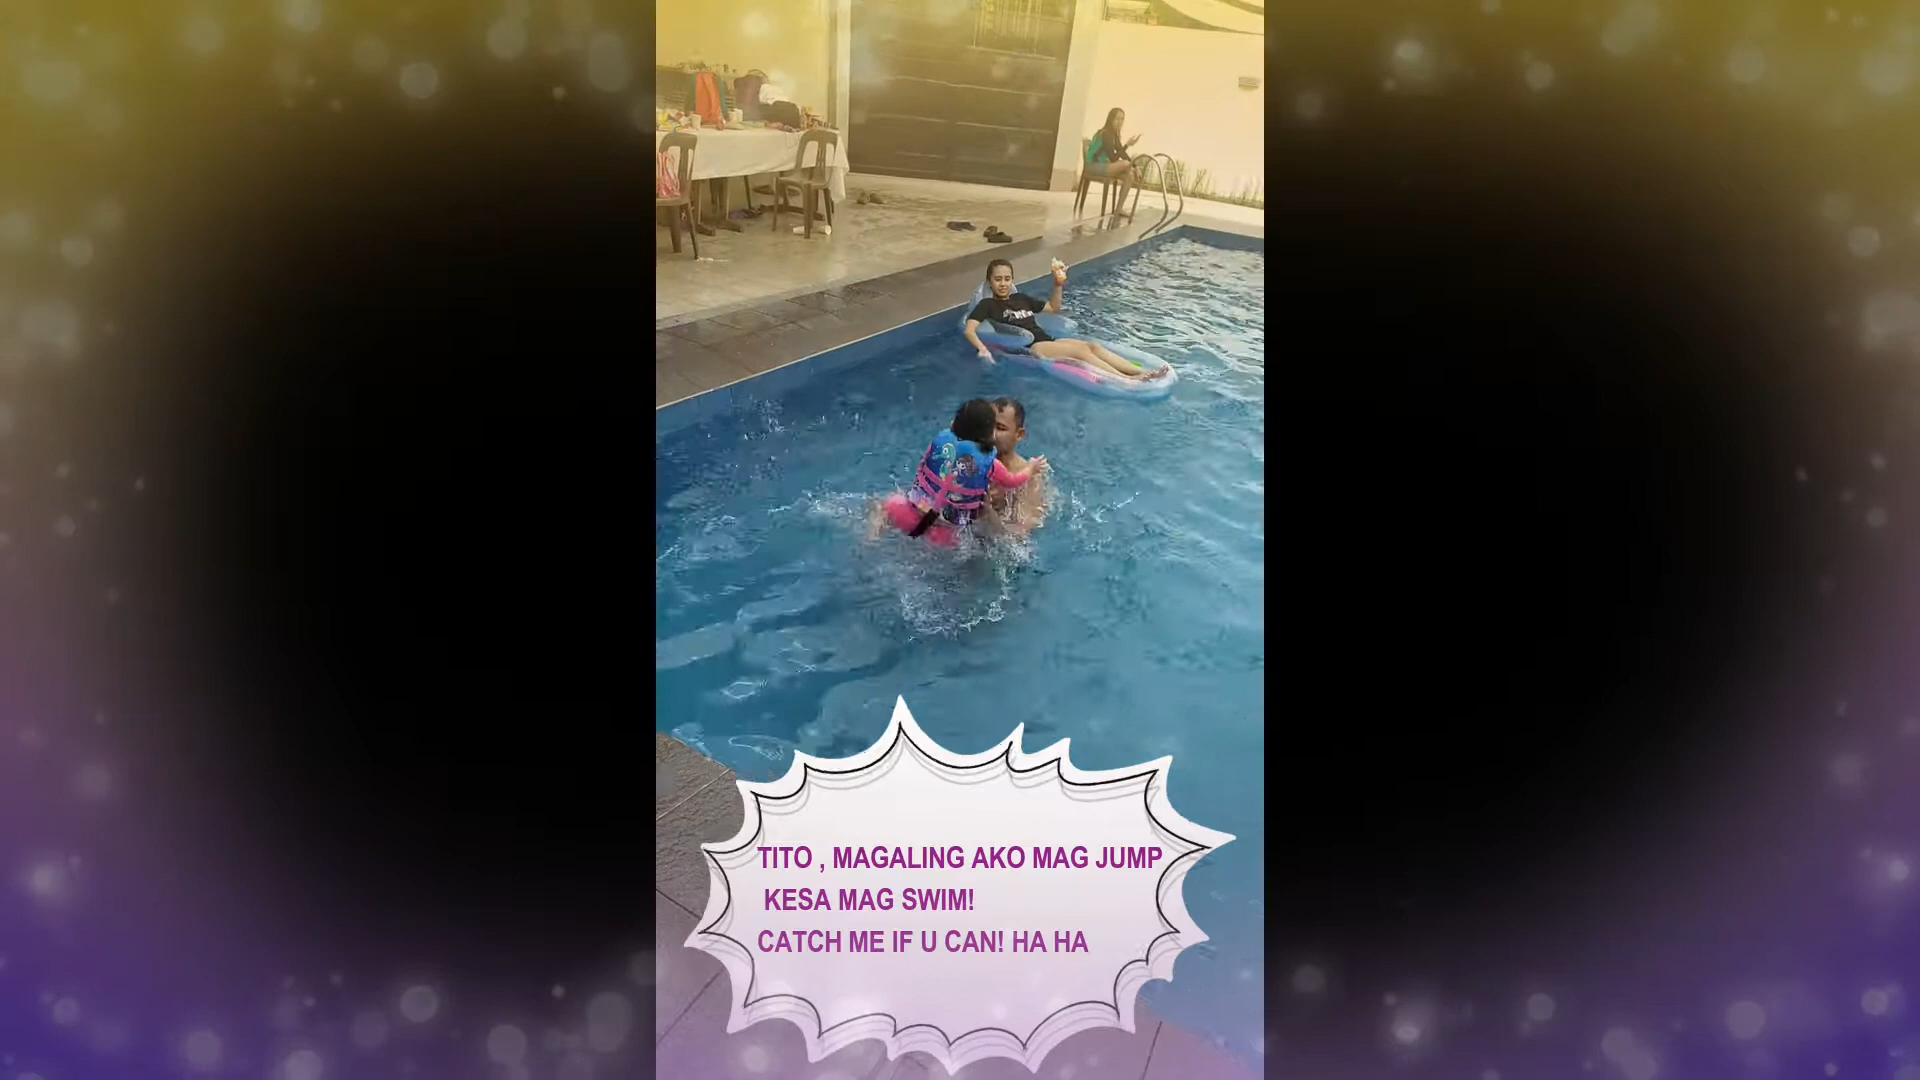 TITO , MAGALING AKO MAG JUMP
KESA MAG SWIM!
CATCH ME IF U CAN! HA HA